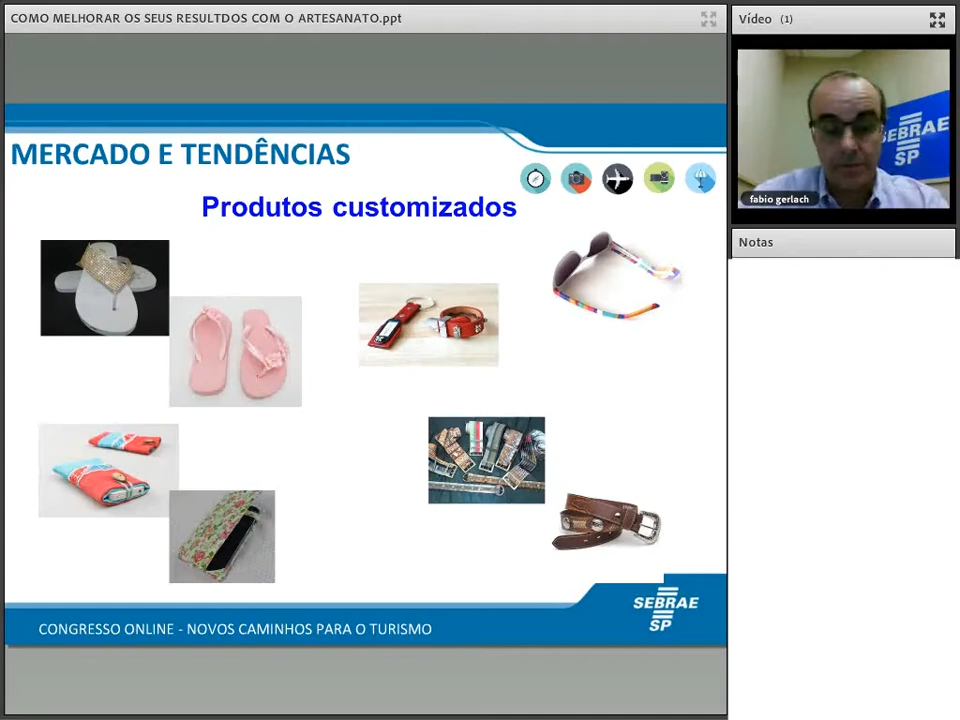 COMO MELHORAR OS SEUS RESULTDOS COM O ARTESANATO.ppt
Vídeo (1)
SEBRAE
SP
fabio gerlach
Notas
MERCADO E TENDÊNCIAS
Produtos customizados
SEBRAE
SP
CONGRESSO ONLINE - NOVOS CAMINHOS PARA O TURISMO